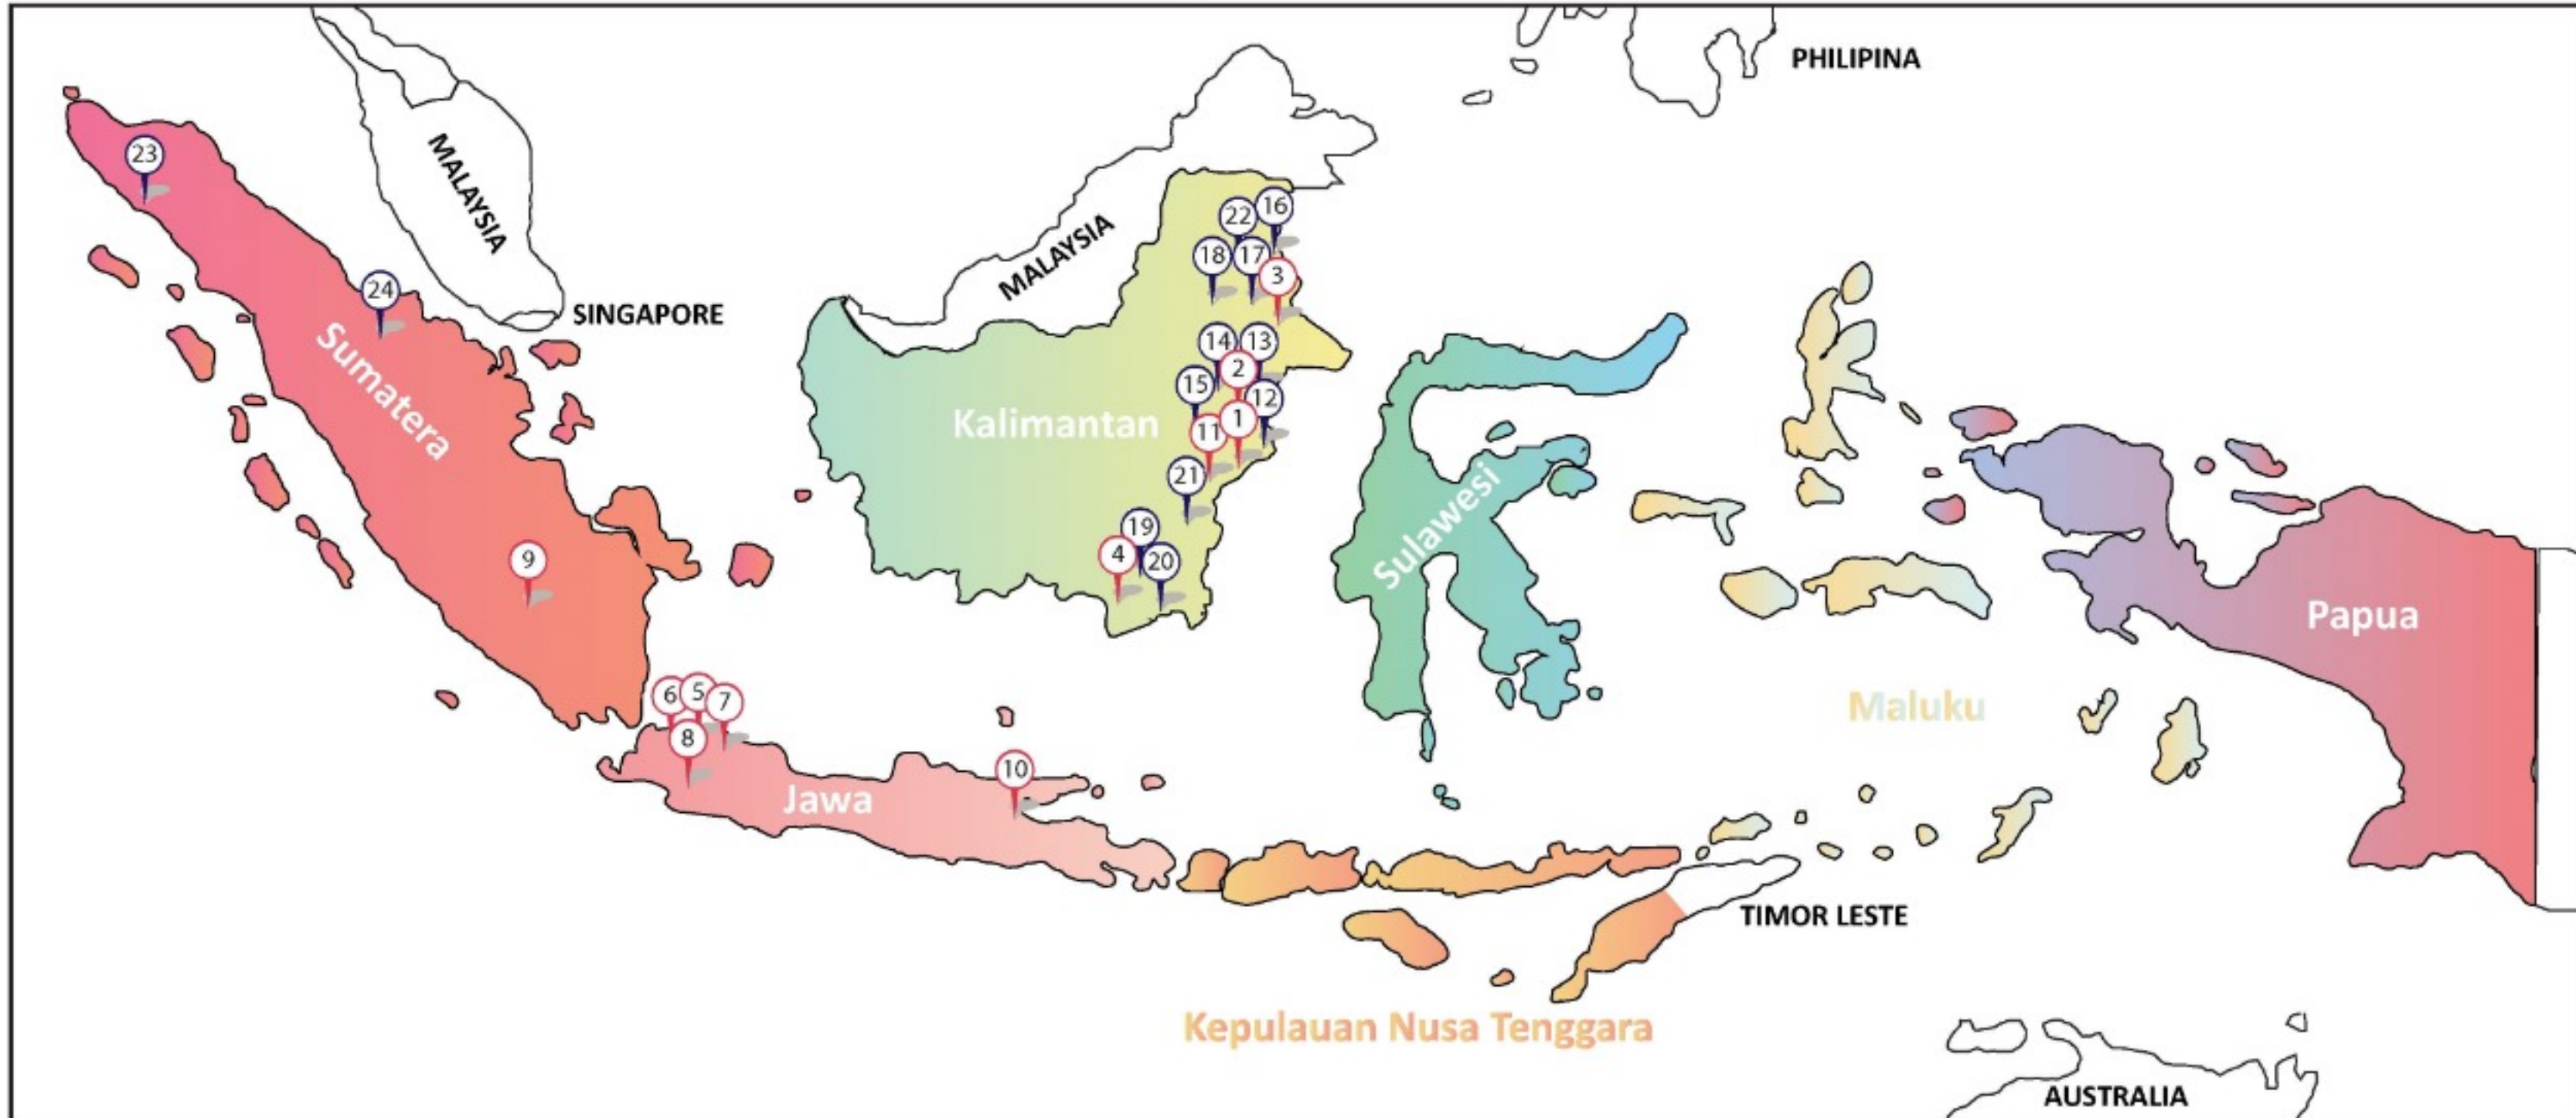 PHILIPINA
MALAYSIA
23
22
16
18
17
3
MALAYSIA
24
SINGAPORE
Sumatera
14
13
2
15
12
1
11
Kalimantan
21
19
4
20
Sulawesi
9
Papua
6
5
7
8
Maluku
10
Jawa
TIMOR LESTE
Kepulauan Nusa Tenggara
AUSTRALIA